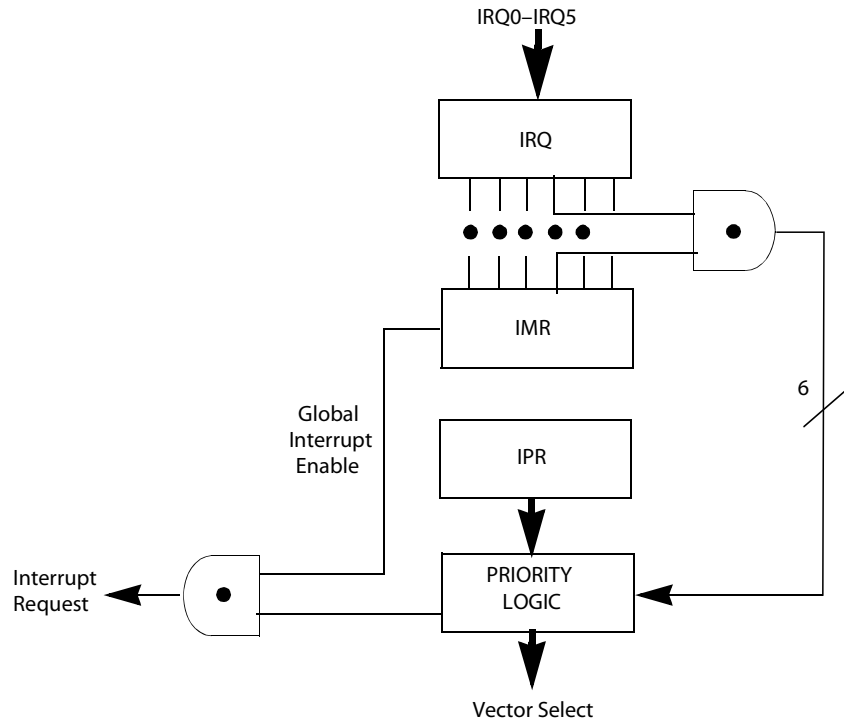 IRQ0–IRQ5
IRQ
IMR
6
Global
Interrupt
Enable
IPR
PRIORITY
LOGIC
Interrupt
Request
Vector Select